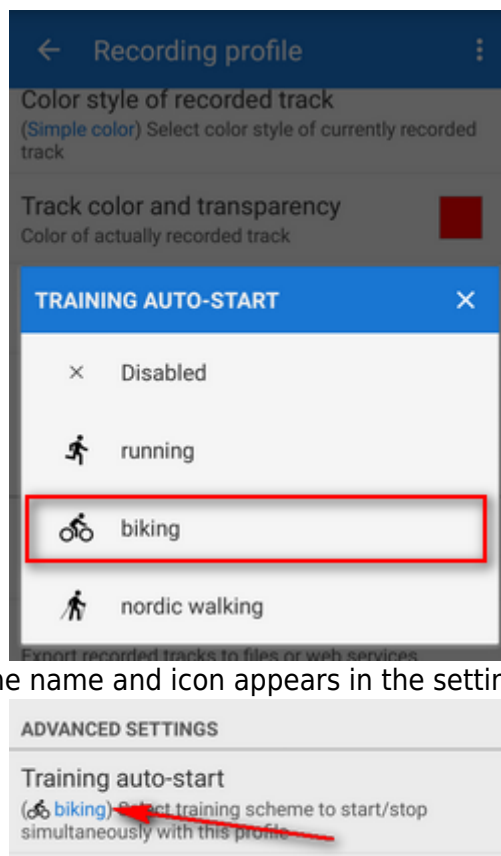 Recording profile
Color style of recorded track
(Simple color) Select color style of currently recorded
track
Track color and transparency
Color of actually recorded track
TRAINING AUTO-START
Disabled
running
biking
nordic walking
Export recorded tracks to files or web services
name and icon appears in the
ADVANCED SETTINGS
Training auto-start
(biking) Select training scheme to start/stop
simultaneously with this profile